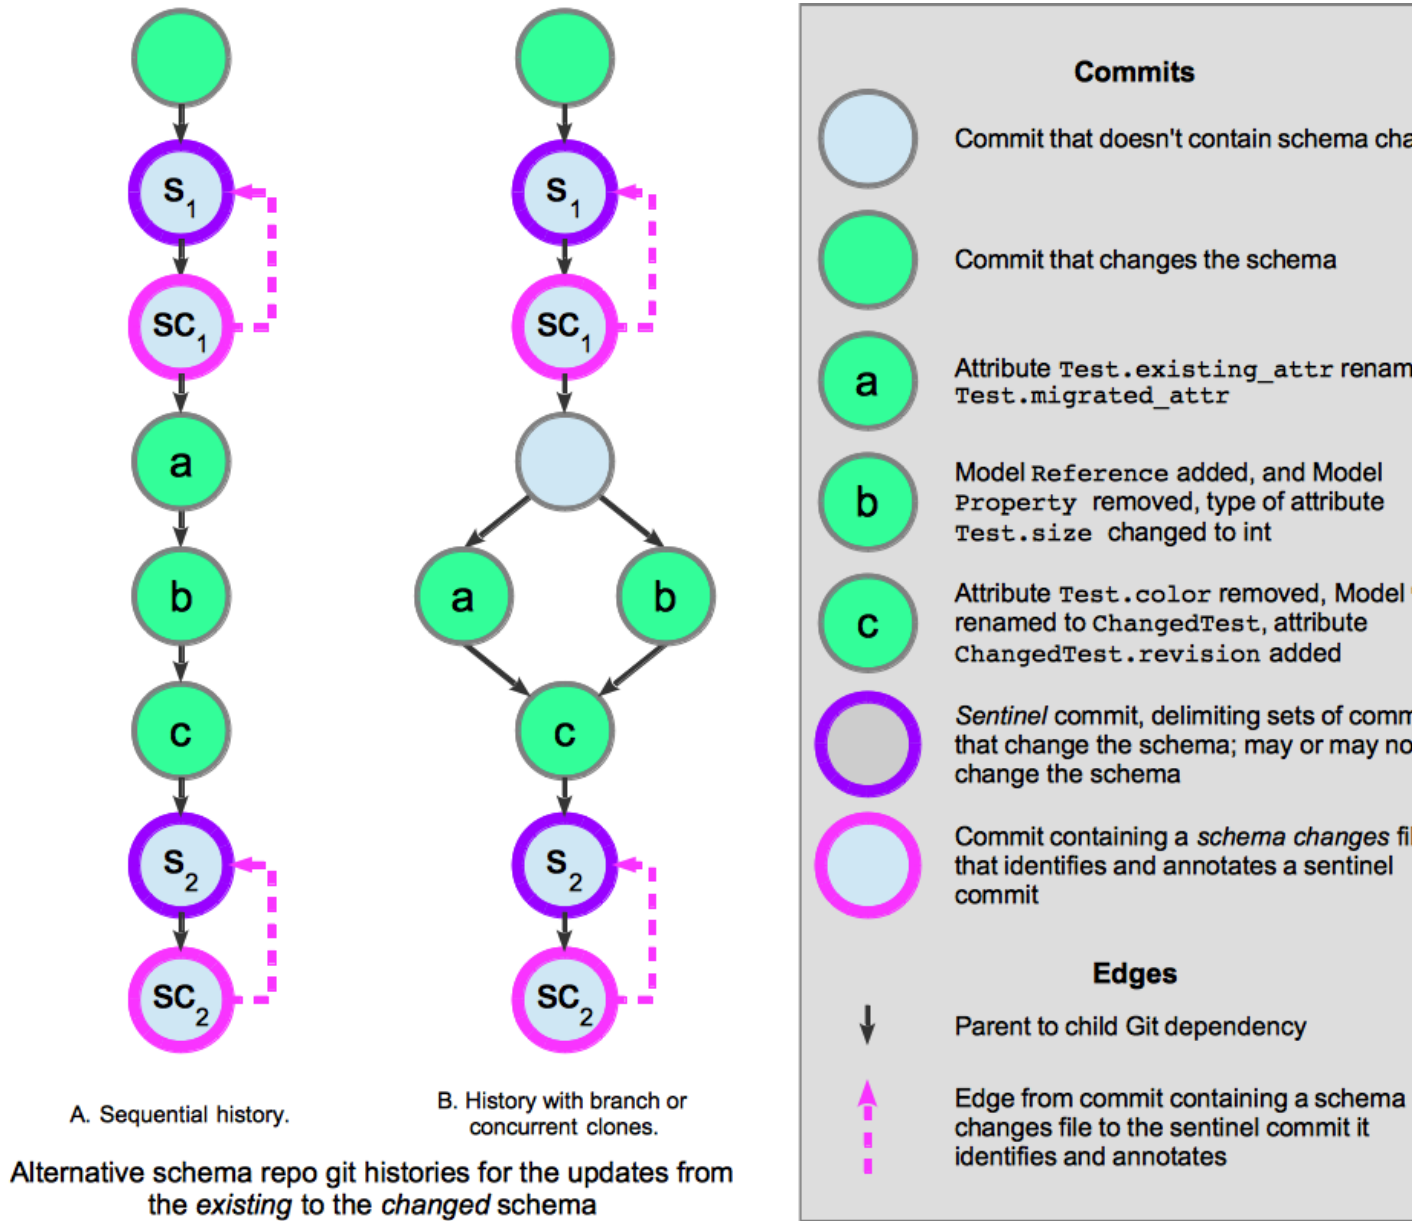 S1
SC1
a
b
c
S2
SC2
A. Sequential history.
S1
SC1
a
b
c
S2
SC2
B. History with branch or
concurrent clones.
Alternative schema repo git histories for the updates from
the existing to the changed schema
Commits
Commit that doesn't contain schema
Commit that changes the schema
a
Attribute Test.existing_attr
Test.migrated_attr
b
Model Reference added, and Model
Property removed, type of attribute
Test.size changed to int
c
Attribute Test.color removed, Model
renamed to ChangedTest, attribute
ChangedTest.revision added
Sentinel commit, delimiting sets of
that change the schema; may or may
change the schema
Commit containing a schema changes
that identifies and annotates a sentinel
commit
Edges
Parent to child Git dependency
Edge from commit containing a schema
changes file to the sentinel commit it
identifies and annotates